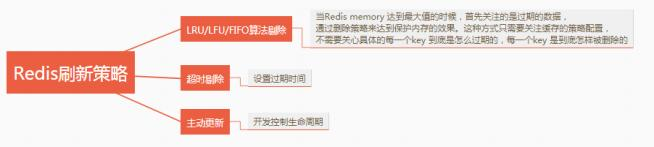 Redis刷新策略
LRU/LFU/FIFO算法剔除
当Redis memory 达到最大值的时候，首先关注的是过期的数据，
通过删除策略来达到保护内存的效果。这种方式只需要关注缓存的策略配置，
不需要关心具体的每一个key 到底是怎么过期的，每一个key 是到底怎样被删除的
超时剔除
设置过期时间
主动更新
开发控制生命周期